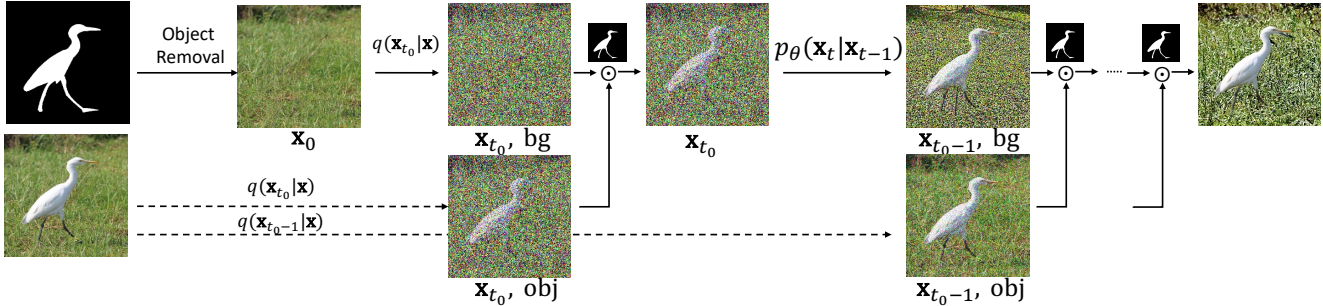 Object
Removal
q(𝐱_{t_0}|𝐱)
p_θ(𝐱_t|𝐱_{t−1})
.....
𝐱_0
𝐱_{t_0}, bg
𝐱_{t_0}
𝐱_{t_0−1}, bg
q(𝐱_{t_0}|𝐱)
q(𝐱_{t_0−1}|𝐱)
𝐱_{t_0}, obj
𝐱_{t_0−1}, obj